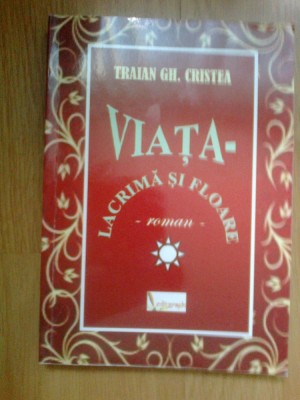 TRAIAN GH. CRISTEA
VIAȚA-
LACRIMĂ ȘI FLOARE
- roman -